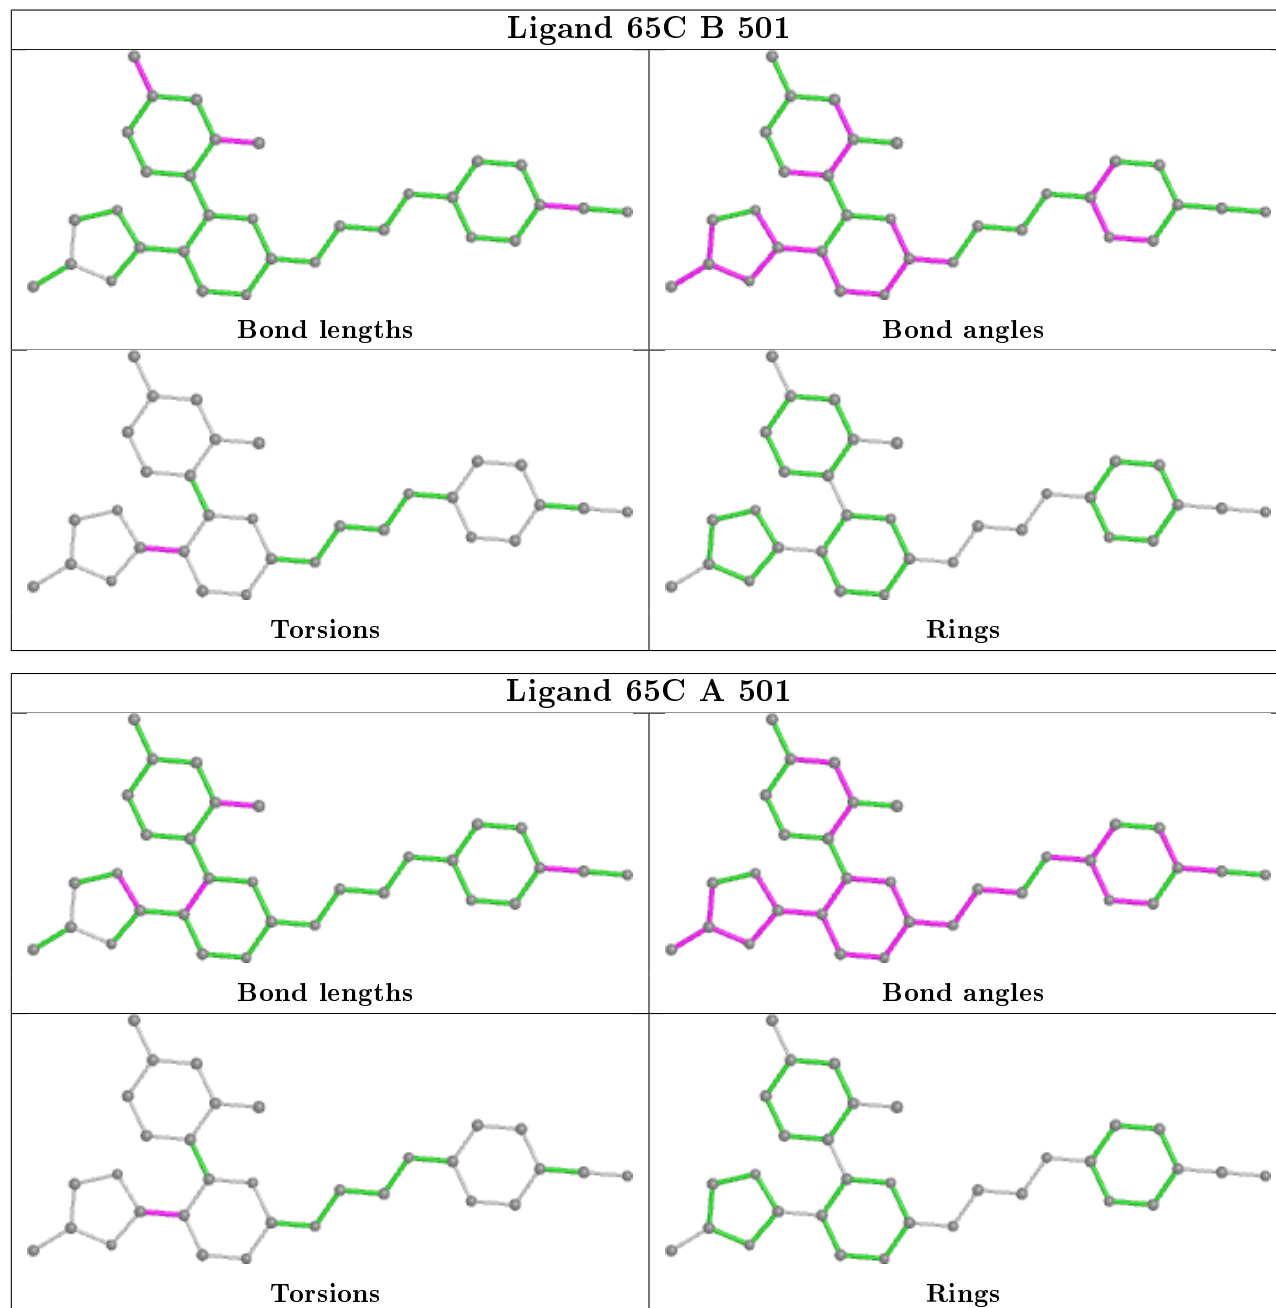 Ligand 65C B 501
Bond lengths
Bond angles
Torsions
Rings
Ligand 65C A 501
Bond lengths
Bond angles
Torsions
Rings